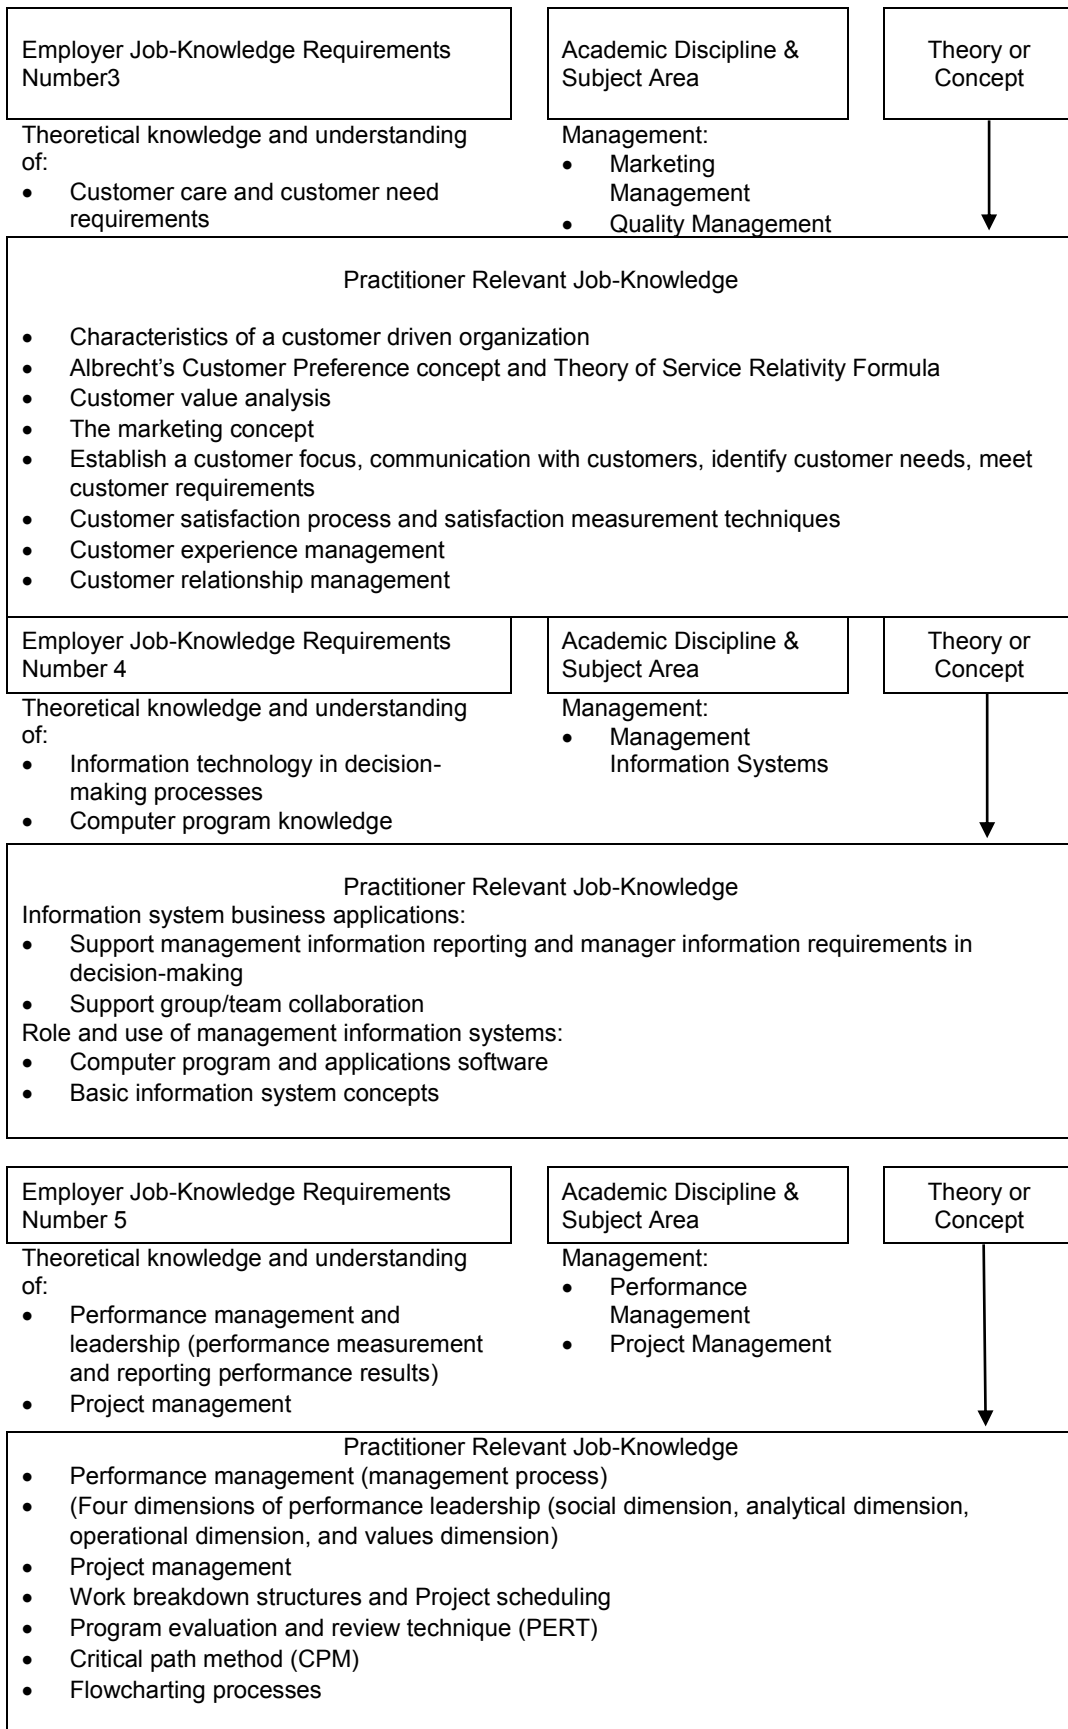 Employer Job-Knowledge Requirements
Number3
Academic Discipline &
Subject Area
Theory or
Concept
Theoretical knowledge and understanding
of:
• Customer care and customer need
requirements
Management:
• Marketing
Management
• Quality Management
Practitioner Relevant Job-Knowledge
• Characteristics of a customer driven organization
• Albrecht’s Customer Preference concept and Theory of Service Relativity Formula
• Customer value analysis
• The marketing concept
• Establish a customer focus, communication with customers, identify customer needs, meet
customer requirements
• Customer satisfaction process and satisfaction measurement techniques
• Customer experience management
• Customer relationship management
Employer Job-Knowledge Requirements
Number 4
Academic Discipline &
Subject Area
Theory or
Concept
Theoretical knowledge and understanding
of:
• Information technology in decision-
making processes
• Computer program knowledge
Management:
• Management
Information Systems
Practitioner Relevant Job-Knowledge
Information system business applications:
• Support management information reporting and manager information requirements in
decision-making
• Support group/team collaboration
Role and use of management information systems:
• Computer program and applications software
• Basic information system concepts
Employer Job-Knowledge Requirements
Number 5
Academic Discipline &
Subject Area
Theory or
Concept
Theoretical knowledge and understanding
of:
• Performance management and
leadership (performance measurement
and reporting performance results)
• Project management
Management:
• Performance
Management
• Project Management
Practitioner Relevant Job-Knowledge
• Performance management (management process)
• (Four dimensions of performance leadership (social dimension, analytical dimension,
operational dimension, and values dimension)
• Project management
• Work breakdown structures and Project scheduling
• Program evaluation and review technique (PERT)
• Critical path method (CPM)
• Flowcharting processes